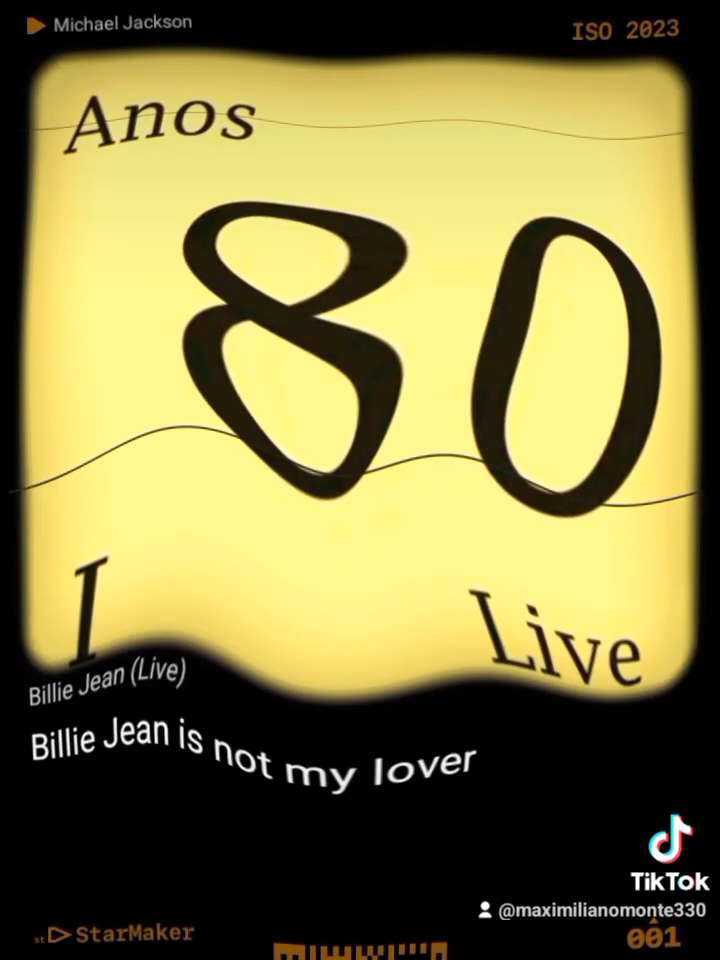 Michael Jackson
ISO 2023
Anos
80
I
Live
Billie Jean (Live)
Billie Jean is not my lover
TikTok
@maximilianomonte330
st StarMaker
001